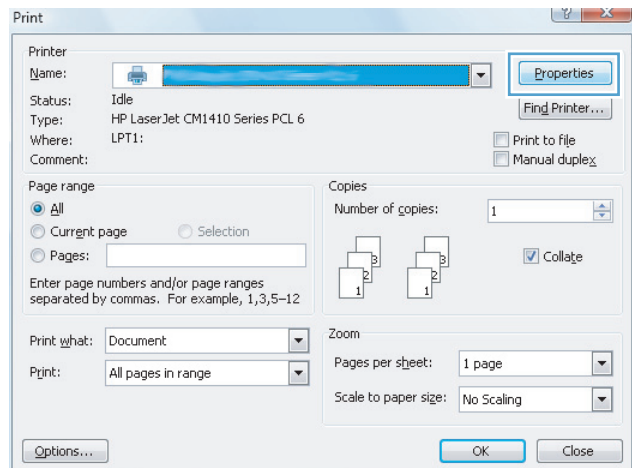 Print
Printer
Name:
Properties
Status: Idle
Type: HP LaserJet CM1410 Series PCL 6
Where: LPT1:
Comment:
Find Printer...
Print to file
Manual duplex
Page range
All
Current page Selection
Pages:
Enter page numbers and/or page ranges
separated by commas. For example, 1,3,5–12
Copies
Number of copies: 1
3 3
2 2
1 1
Collate
Print what: Document
Print: All pages in range
Zoom
Pages per sheet: 1 page
Scale to paper size: No Scaling
Options... OK Close